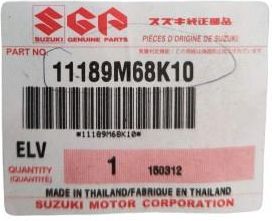 SGP
スズキ純正部品
SUZUKI GENUINE PARTS
PIÈCES D'ORIGINE DE SUZUKI
PART NO.
11189M68K10
*11189M68K10*
ELV
QUANTITY
(QUANTITÉ)
1
150312
MADE IN THAILAND/FABRIQUE EN THAILAND
SUZUKI MOTOR CORPORATION